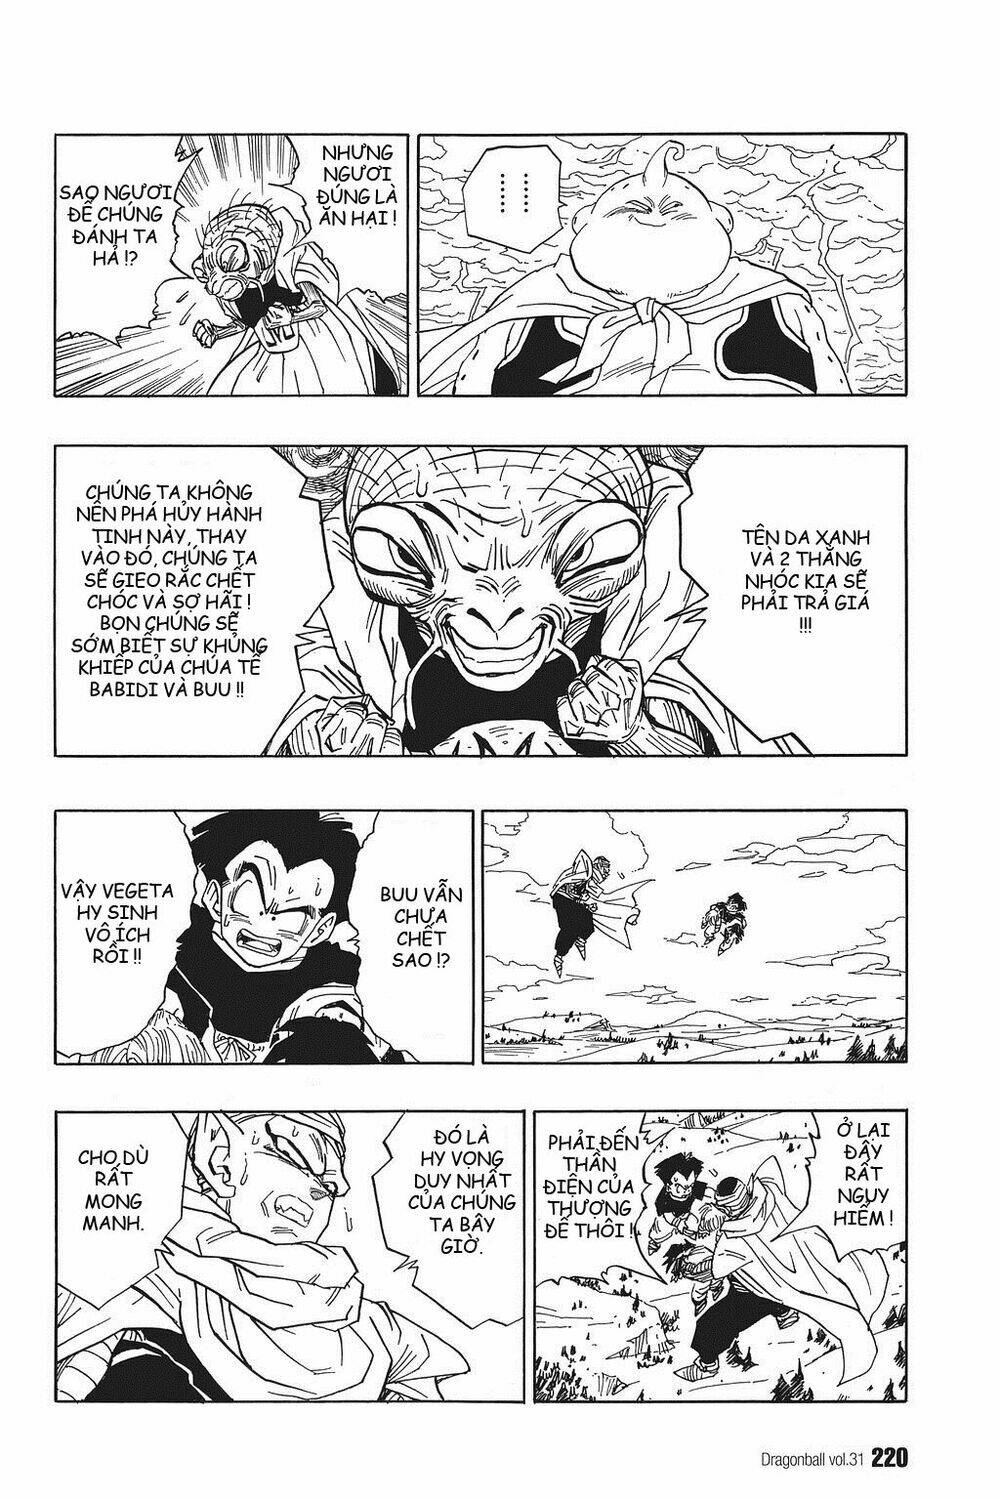 ......
......
NHƯNG
NGƯƠI
ĐÚNG LÀ
ĂN HẠI !
SAO NGƯƠI
ĐỂ CHÚNG
ĐÁNH TA
HẢ !?
TÊN DA XANH
VÀ 2 THẰNG
NHÓC KIA SẼ
PHẢI TRẢ GIÁ
!!!
CHÚNG TA KHÔNG
NÊN PHÁ HỦY HÀNH
TINH NÀY, THAY
VÀO ĐÓ, CHÚNG TA
SẼ GIEO RẮC CHẾT
CHÓC VÀ SỢ HÃI !
BỌN CHÚNG SẼ
SỚM BIẾT SỰ KHỦNG
KHIẾP CỦA CHÚA TỂ
BABIDI VÀ BUU !!
BUU VẪN
CHƯA
CHẾT
SAO !?
VẬY VEGETA
HY SINH
VÔ ÍCH
RỒI !!
Ở LẠI
ĐÂY RẤT
NGUY
HIỂM !
PHẢI ĐẾN
THẦN
ĐIỆN CỦA
THƯỢNG
ĐẾ THÔI !
ĐÓ LÀ
HY VỌNG
DUY NHẤT
CỦA CHÚNG
TA BÂY
GIỜ.
CHO DÙ
RẤT
MONG
MANH.
Dragonball vol.31 220